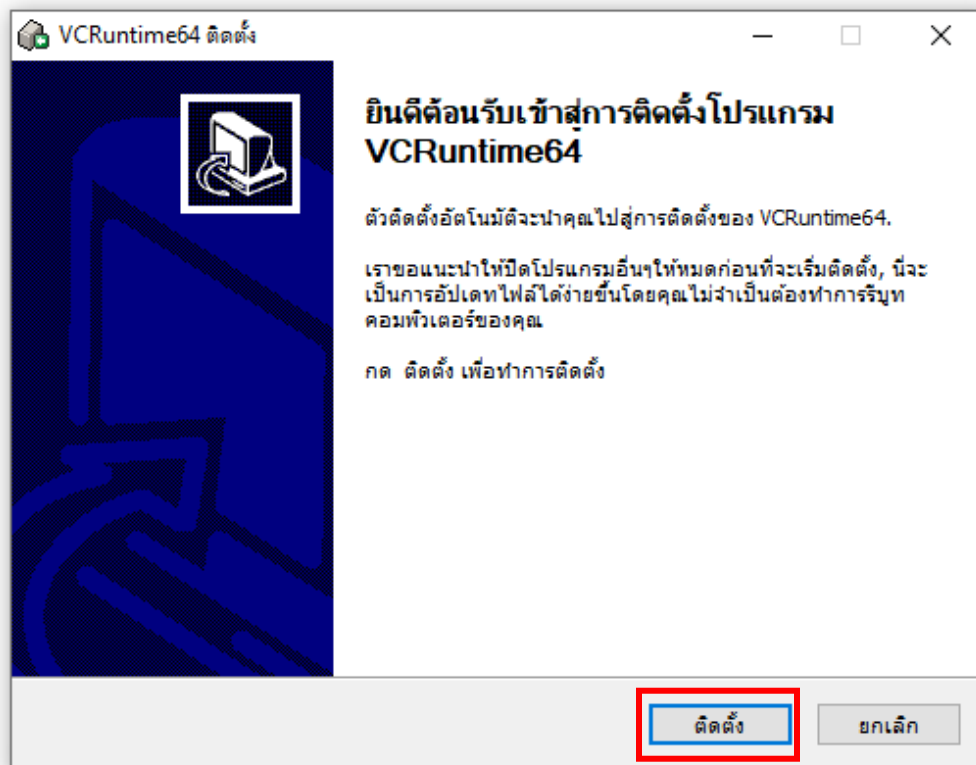 VCRuntime64 ติดตั้ง
ยินดีต้อนรับเข้าสู่การติดตั้งโปรแกรม
VCRuntime64
ตัวติดตั้งอัตโนมัติจะนำคุณไปสู่การติดตั้งของ VCRuntime64.
เราขอแนะนำให้ปิดโปรแกรมอื่นๆให้หมดก่อนที่จะเริ่มติดตั้ง, นี่จะ
เป็นการอัปเดทไฟล์ได้ง่ายขึ้นโดยคุณไม่จำเป็นต้องทำการรีบูท
คอมพิวเตอร์ของคุณ
กด ติดตั้ง เพื่อทำการติดตั้ง
ติดตั้ง
ยกเลิก